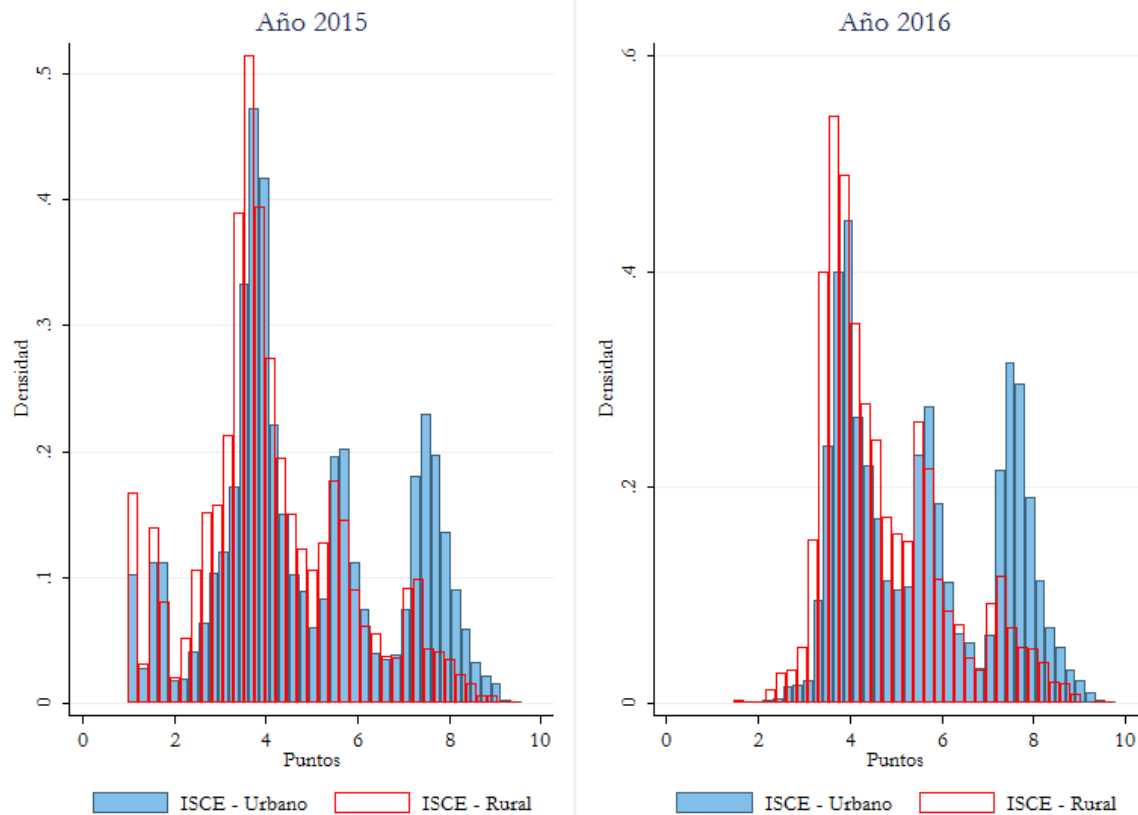 Año 2015
Densidad
.5
.4
.3
.2
.1
0
0 2 4 6 8 10
Puntos
ISCE - Urbano ISCE - Rural
Año 2016
Densidad
.6
.4
.2
0
0 2 4 6 8 10
Puntos
ISCE - Urbano ISCE - Rural